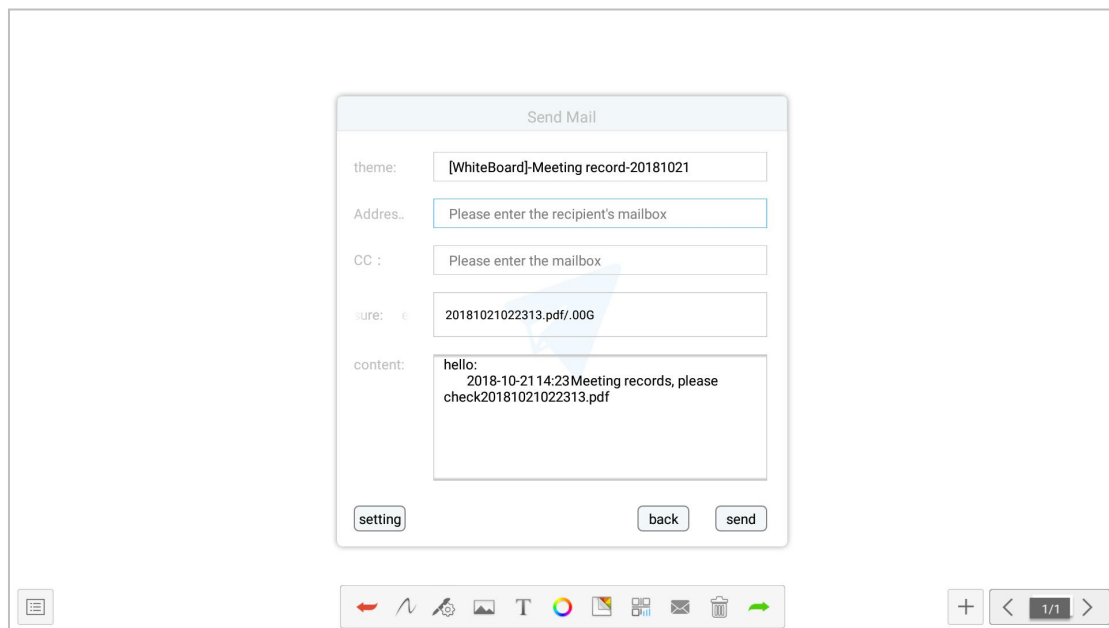 Send Mail
theme: [WhiteBoard]-Meeting record-20181021
Addres.. Please enter the recipient's mailbox
CC : Please enter the mailbox
sure: e 20181021022313.pdf/.00G
content: hello:
2018-10-2114:23Meeting records, please
check20181021022313.pdf
setting back send
T
1/1